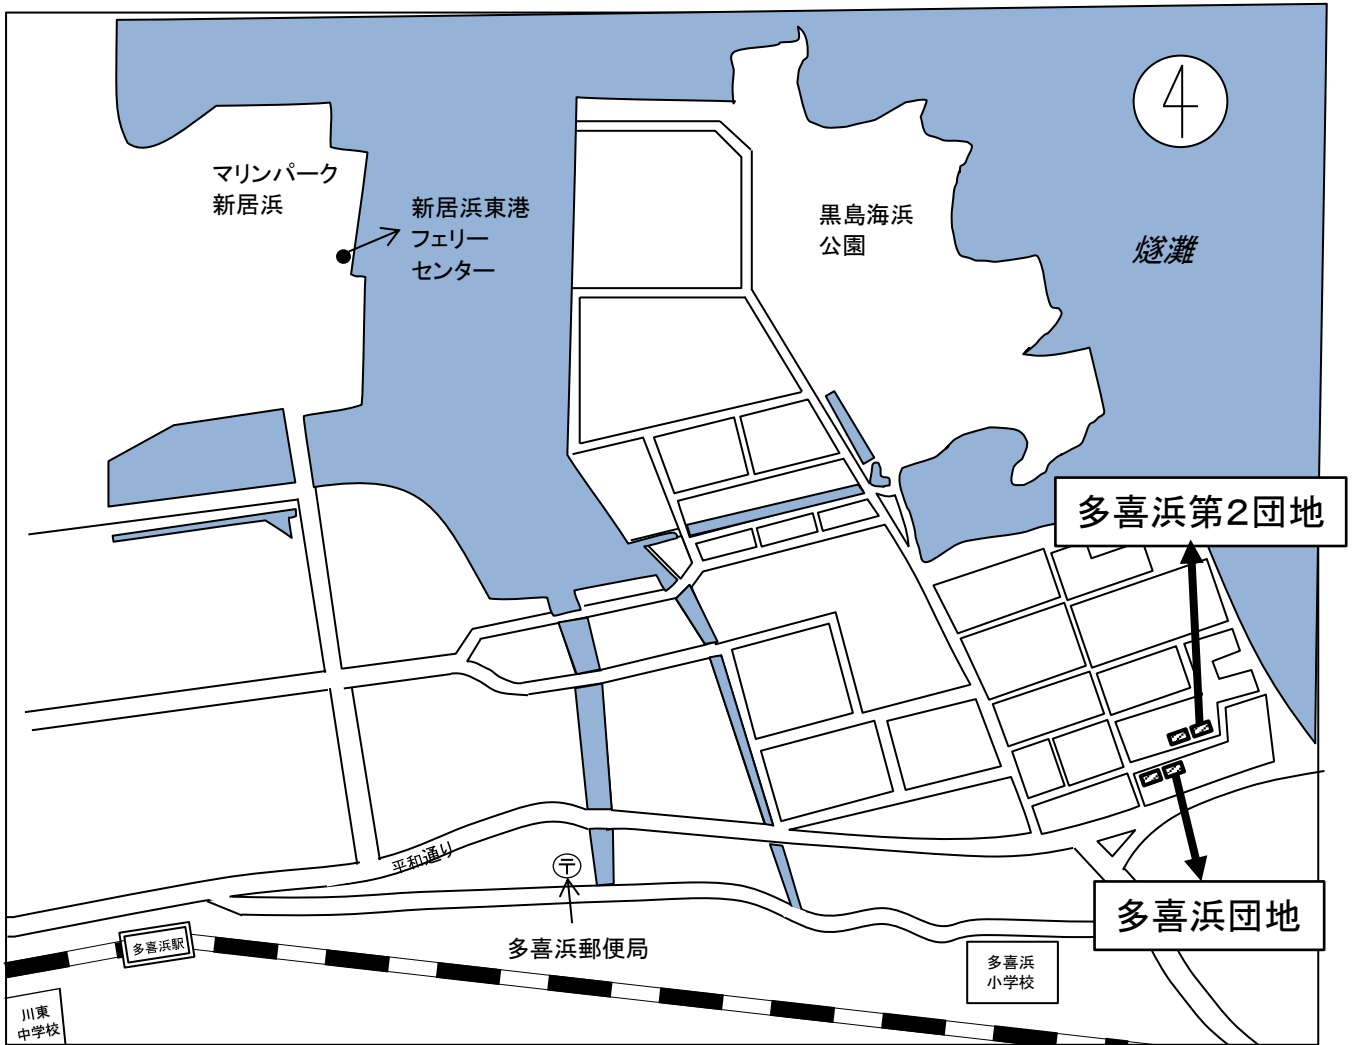 マリンパーク
新居浜
新居浜東港
フェリー
センター
黒島海浜
公園
燧灘
多喜浜第2団地
平和通り
〒
多喜浜団地
多喜浜郵便局
多喜浜駅
多喜浜
小学校
川東
中学校